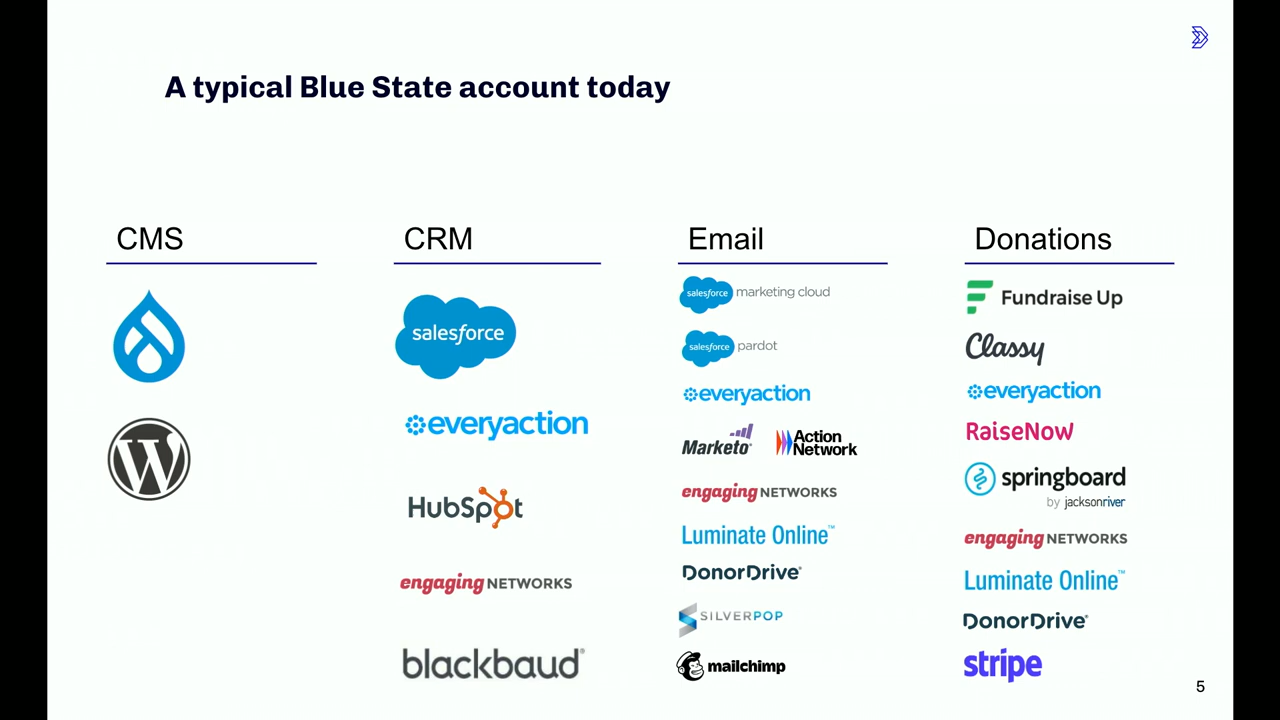 A typical Blue State account today
CMS
CRM
salesforce
everyaction
HubSpot
engaging NETWORKS
blackbaud®
Email
salesforce marketing cloud
salesforce pardot
everyaction
Marketo® Action Network
engaging NETWORKS
Luminate Online™
DonorDrive®
SILVERPOP
mailchimp
Donations
Fundraise Up
Classy
everyaction
RaiseNow
springboard
by jacksonriver
engaging NETWORKS
Luminate Online™
DonorDrive®
stripe
5